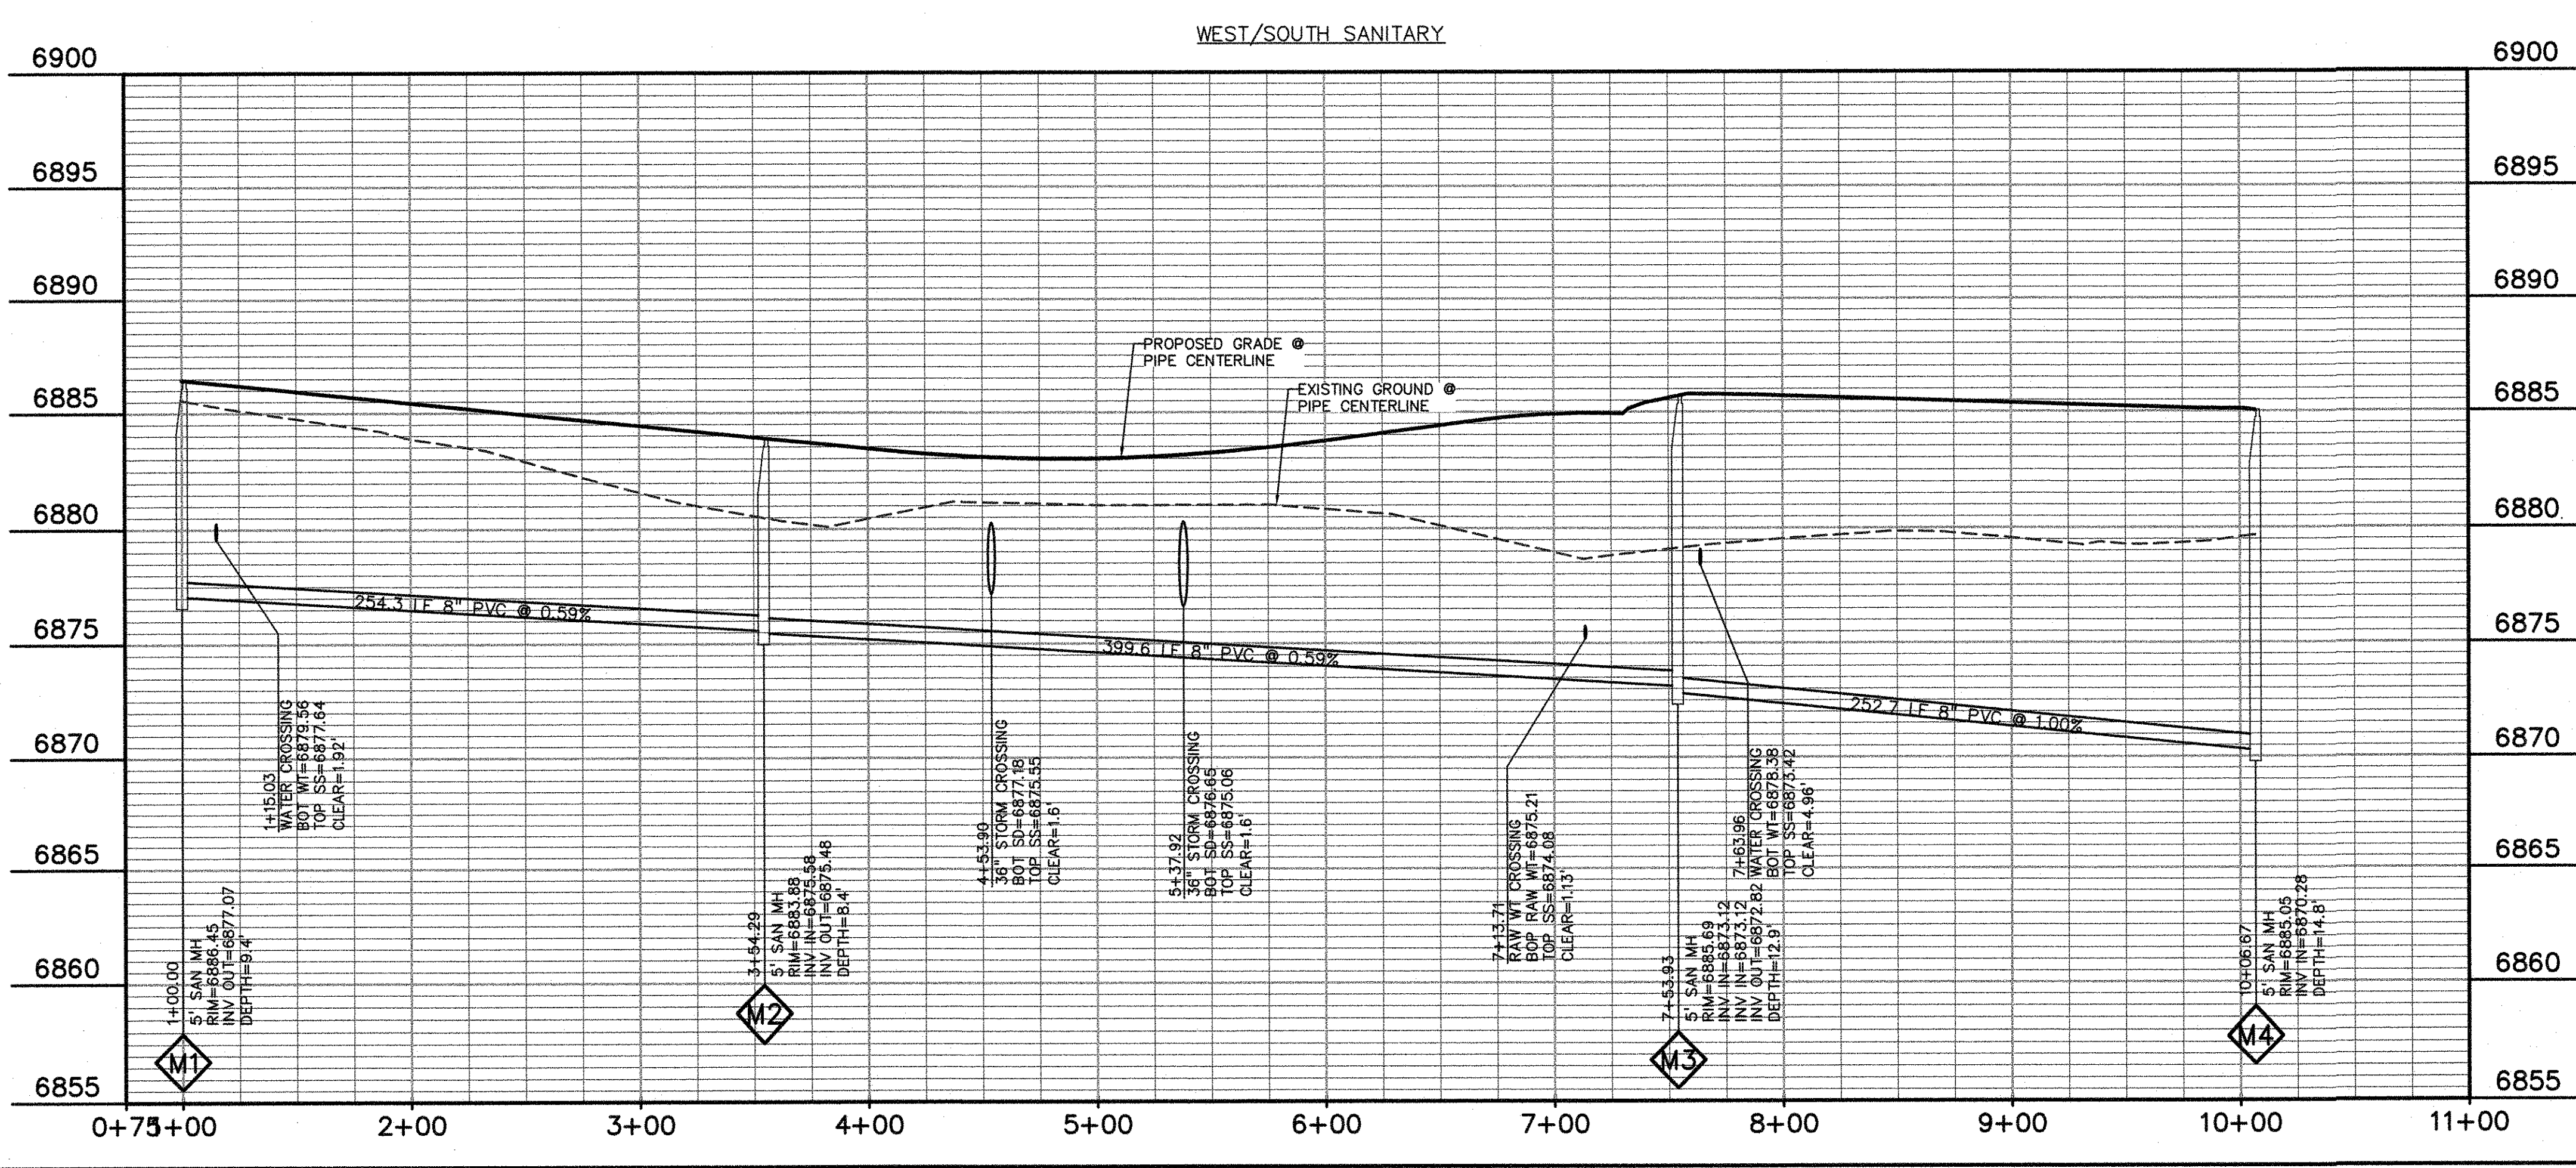 WEST/SOUTH SANITARY
6900
6900
6895
6895
6890
6890
6885
6885
6880
6880
6875
6875
6870
6870
6865
6865
6860
6860
6855
6855
PROPOSED GRADE @
PIPE CENTERLINE
EXISTING GROUND @
PIPE CENTERLINE
254.3 LF 8" PVC @ 0.59%
399.6 LF 8" PVC @ 0.59%
252.7 LF 8" PVC @ 1.00%
1+00.00
5' SAN MH
RIM=6886.45
INV OUT=6877.07
DEPTH=9.4'
M1
1+15.03
WATER CROSSING
BOT WT=6879.56
TOP SS=6877.64
CLEAR=1.92'
3+54.29
5' SAN MH
RIM=6883.88
INV IN=6875.58
INV OUT=6875.48
DEPTH=8.4'
M2
4+53.90
36" STORM CROSSING
BOT SD=6877.18
TOP SS=6875.55
CLEAR=1.6'
5+37.92
36" STORM CROSSING
BOT SD=6876.65
TOP SS=6875.06
CLEAR=1.6'
7+13.71
RAW WT CROSSING
BOP RAW WT=6875.21
TOP SS=6874.08
CLEAR=1.13'
7+53.93
5' SAN MH
RIM=6885.69
INV IN=6873.12
INV IN=6873.12
INV OUT=6872.82
DEPTH=12.9'
M3
7+63.96
WATER CROSSING
BOT WT=6878.38
TOP SS=6873.42
CLEAR=4.96'
10+06.67
5' SAN MH
RIM=6885.05
INV IN=6870.28
DEPTH=14.8'
M4
0+75
1+00
2+00
3+00
4+00
5+00
6+00
7+00
8+00
9+00
10+00
11+00